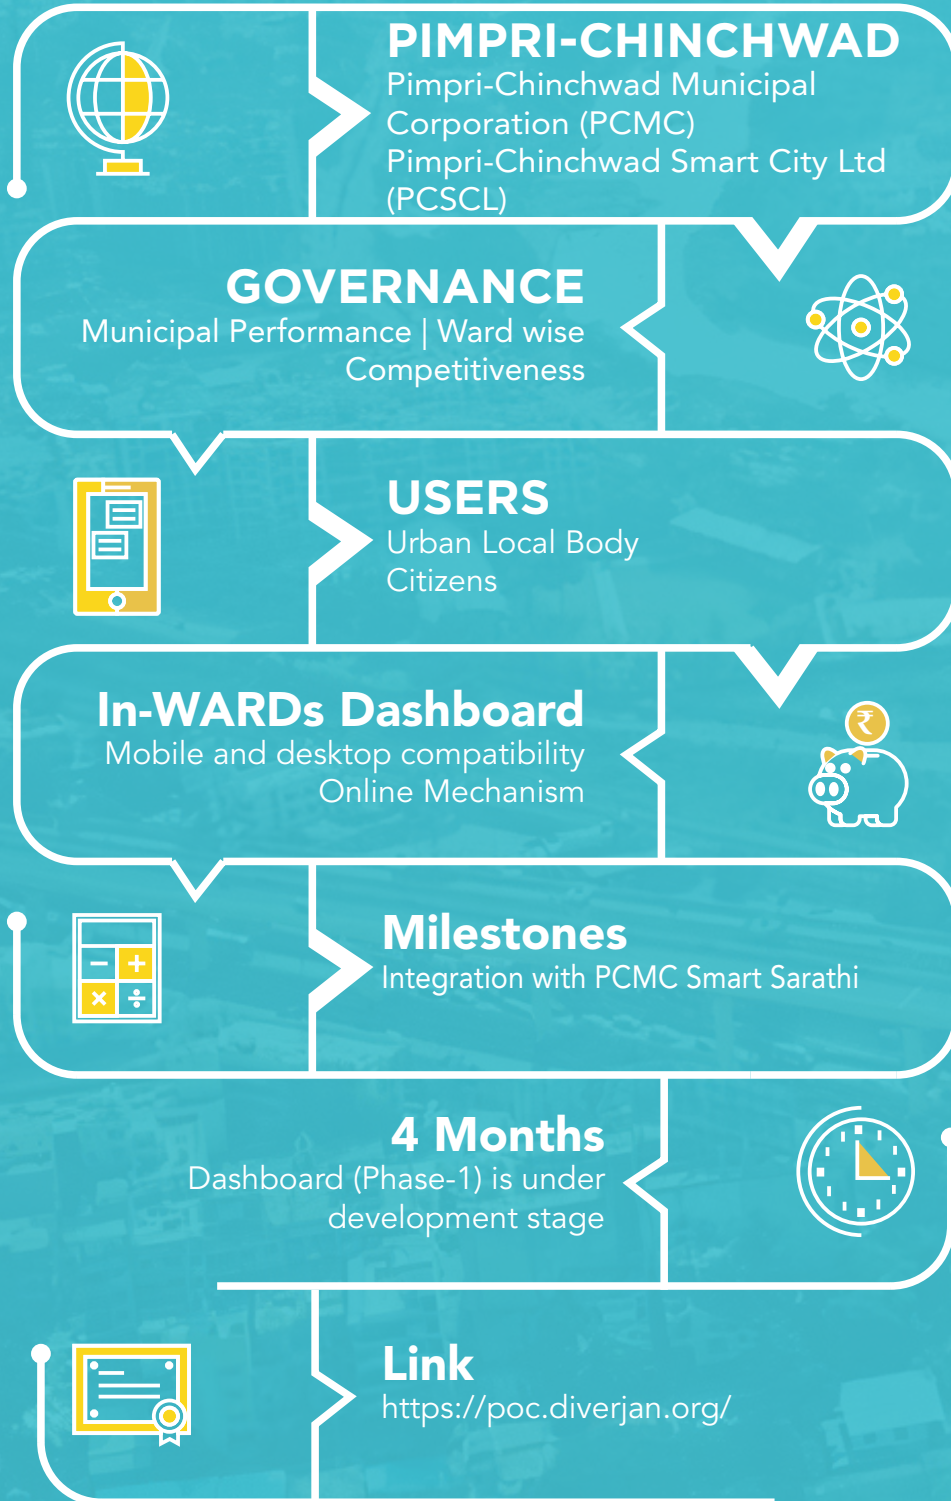 PIMPRI-CHINCHWAD
Pimpri-Chinchwad Municipal
Corporation (PCMC)
Pimpri-Chinchwad Smart City Ltd
(PCSCL)
GOVERNANCE
Municipal Performance | Ward wise
Competitiveness
USERS
Urban Local Body
Citizens
In-WARDs Dashboard
Mobile and desktop compatibility
Online Mechanism
₹
Milestones
Integration with PCMC Smart Sarathi
− +
× ÷
4 Months
Dashboard (Phase-1) is under
development stage
Link
https://poc.diverjan.org/